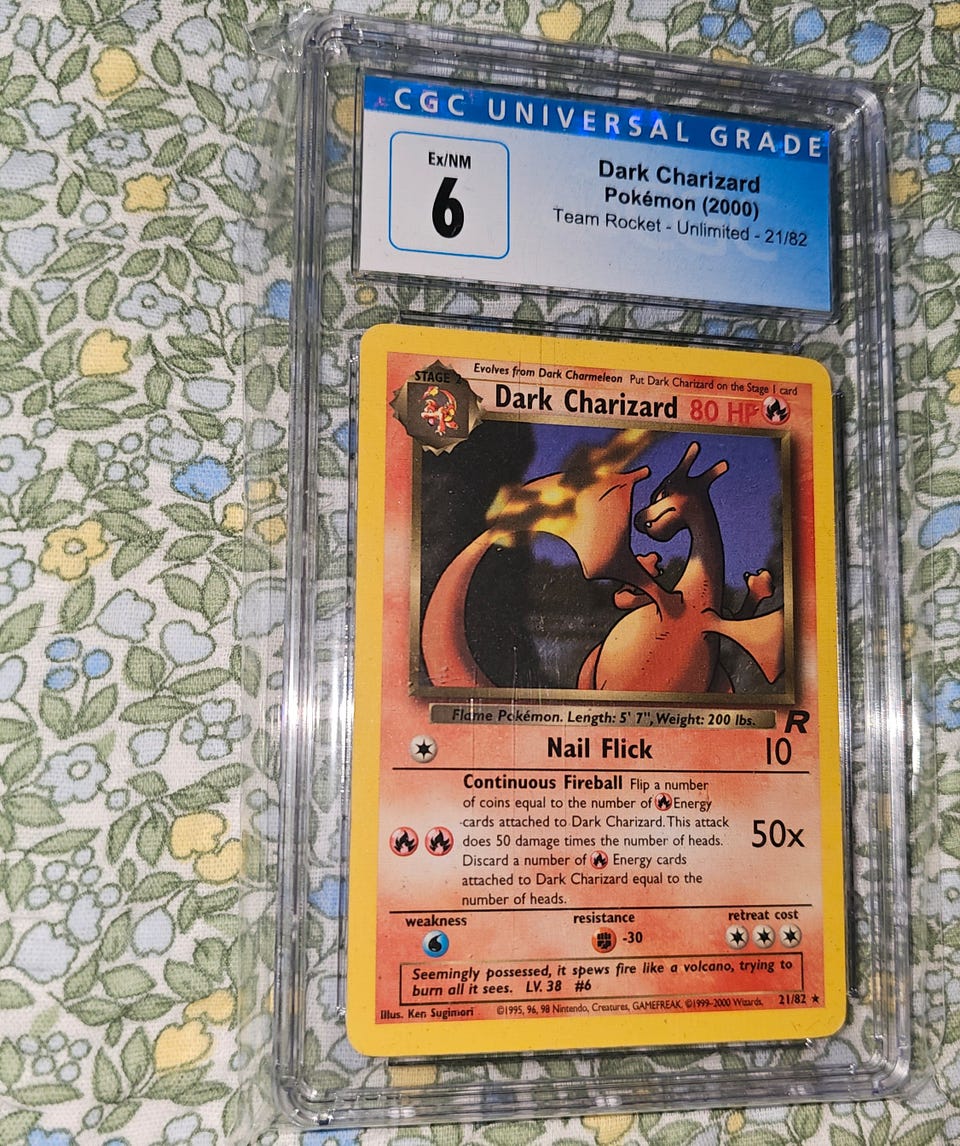 CGC UNIVERSAL GRADE
Ex/NM
6
Dark Charizard
Pokémon (2000)
Team Rocket - Unlimited - 21/82
STAGE 2
Evolves from Dark Charmeleon Put Dark Charizard on the Stage 1 card
Dark Charizard 80 HP
Flame Pokémon. Length: 5' 7", Weight: 200 lbs.
R
Nail Flick 10
Continuous Fireball Flip a number
of coins equal to the number of Energy
cards attached to Dark Charizard. This attack
does 50 damage times the number of heads.
Discard a number of Energy cards
attached to Dark Charizard equal to the
number of heads.
50x
weakness resistance retreat cost
-30
Seemingly possessed, it spews fire like a volcano, trying to
burn all it sees. LV. 38 #6
Illus. Ken Sugimori ©1995, 96, 98 Nintendo, Creatures, GAMEFREAK. ©1999-2000 Wizards. 21/82 ★